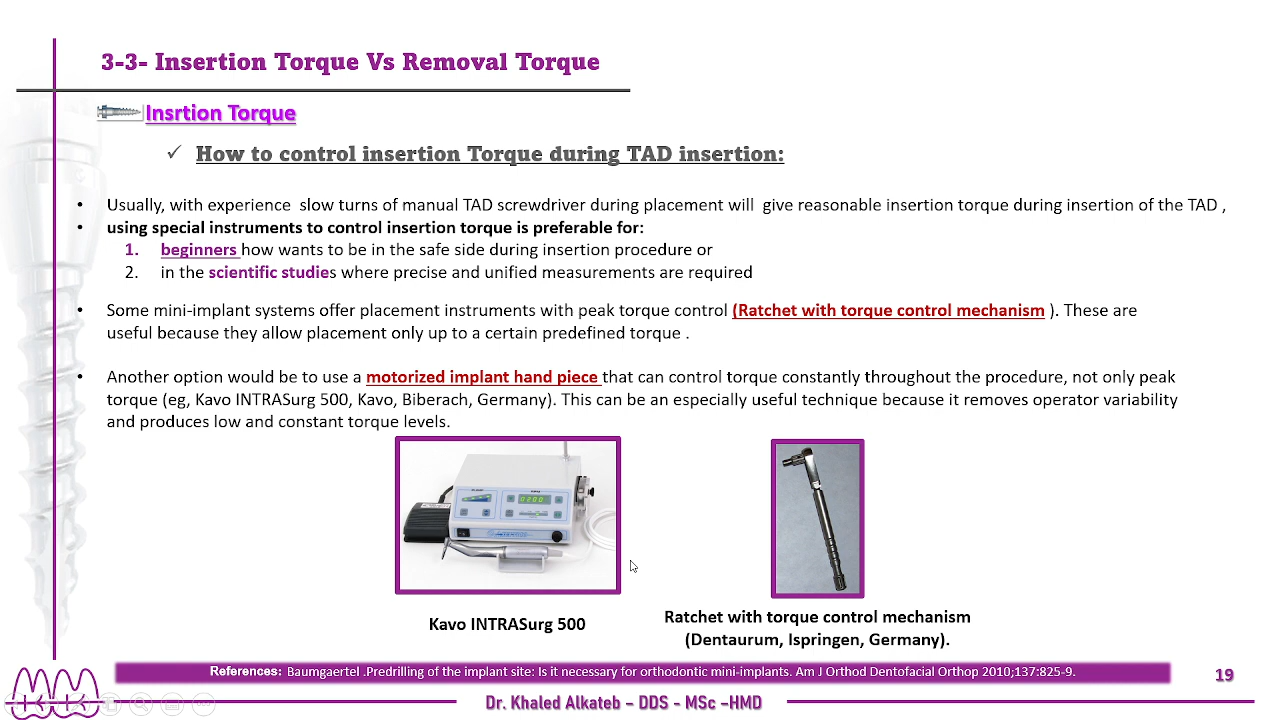 3-3- Insertion Torque Vs Removal Torque
Insrtion Torque
✓ How to control insertion Torque during TAD insertion:
• Usually, with experience slow turns of manual TAD screwdriver during placement will give reasonable insertion torque during insertion of the TAD ,
• using special instruments to control insertion torque is preferable for:
1. beginners how wants to be in the safe side during insertion procedure or
2. in the scientific studies where precise and unified measurements are required
• Some mini-implant systems offer placement instruments with peak torque control (Ratchet with torque control mechanism ). These are
useful because they allow placement only up to a certain predefined torque .
• Another option would be to use a motorized implant hand piece that can control torque constantly throughout the procedure, not only peak
torque (eg, Kavo INTRASurg 500, Kavo, Biberach, Germany). This can be an especially useful technique because it removes operator variability
and produces low and constant torque levels.
Kavo INTRASurg 500
Ratchet with torque control mechanism
(Dentaurum, Ispringen, Germany).
References: Baumgaertel .Predrilling of the implant site: Is it necessary for orthodontic mini-implants. Am J Orthod Dentofacial Orthop 2010;137:825-9.
19
Dr. Khaled Alkateb – DDS - MSc –HMD